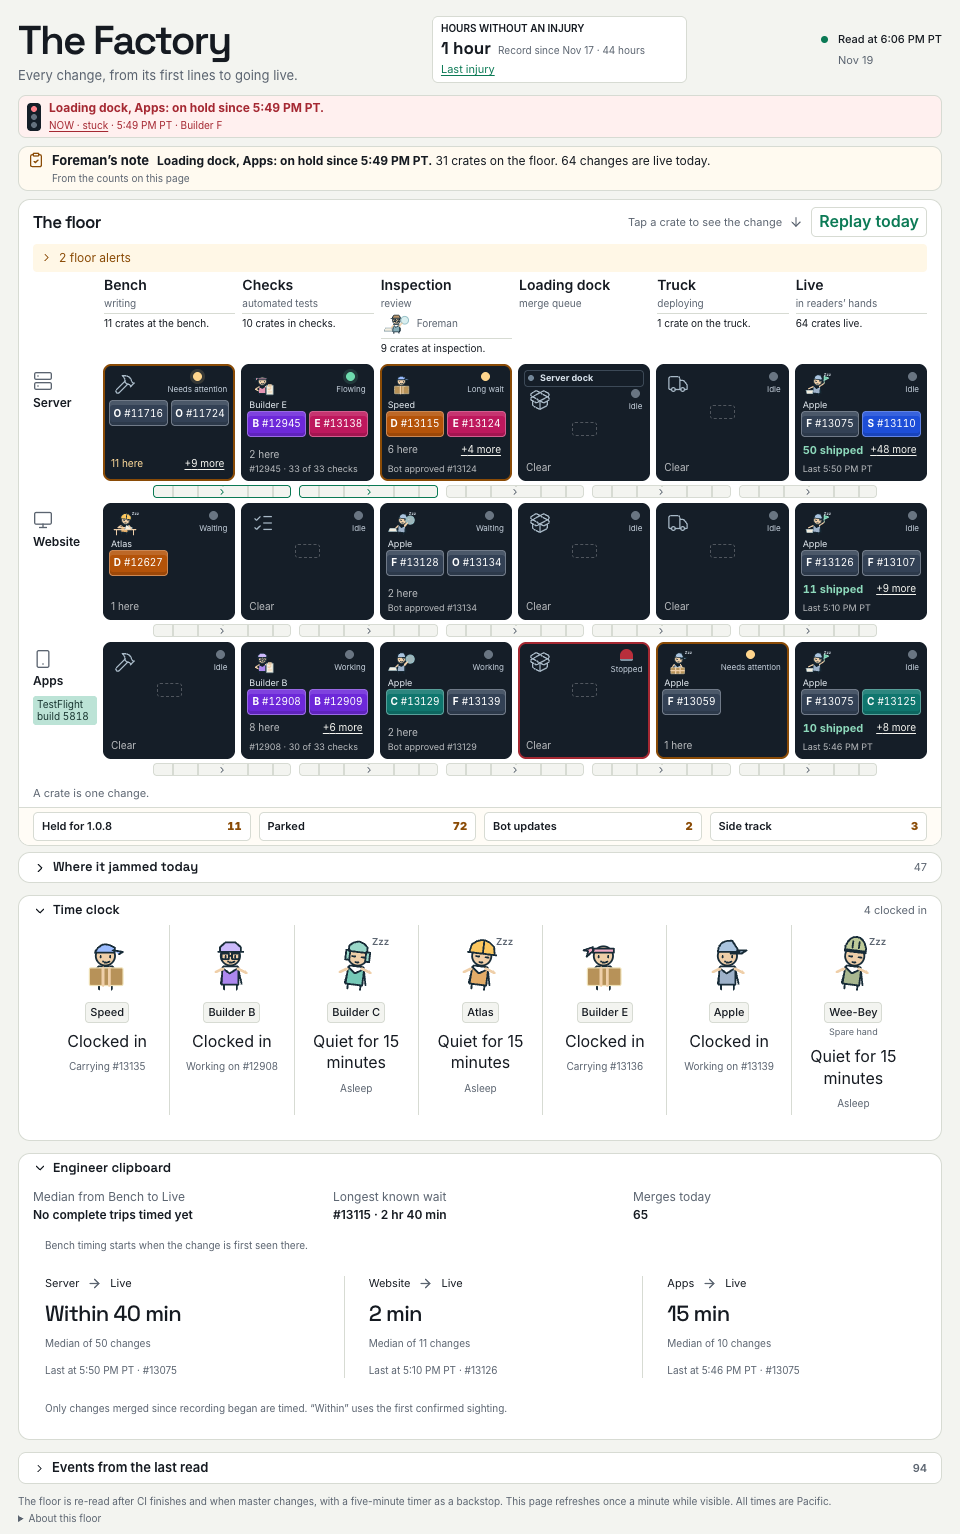 The Factory
Every change, from its first lines to going live.
HOURS WITHOUT AN INJURY
1 hour Record since Nov 17 · 44 hours
Last injury
Read at 6:06 PM PT
Nov 19
Loading dock, Apps: on hold since 5:49 PM PT.
NOW · stuck · 5:49 PM PT · Builder F
Foreman’s note Loading dock, Apps: on hold since 5:49 PM PT. 31 crates on the floor. 64 changes are live today.
From the counts on this page
The floor
Tap a crate to see the change ↓ Replay today
2 floor alerts
Bench
writing
11 crates at the bench.
Checks
automated tests
10 crates in checks.
Inspection
review
Foreman
9 crates at inspection.
Loading dock
merge queue
Truck
deploying
1 crate on the truck.
Live
in readers’ hands
64 crates live.
Server
Needs attention
O #11716 O #11724
11 here +9 more
Flowing
Builder E
B #12945 E #13138
2 here
#12945 · 33 of 33 checks
Long wait
Speed
D #13115 E #13124
6 here +4 more
Bot approved #13124
Server dock
Idle
Clear
Idle
Clear
Zzz
Idle
Apple
F #13075 S #13110
50 shipped +48 more
Last 5:50 PM PT
Website
Zzz
Waiting
Atlas
D #12627
1 here
Idle
Clear
Zzz
Waiting
Apple
F #13128 O #13134
2 here
Bot approved #13134
Idle
Clear
Idle
Clear
Zzz
Idle
Apple
F #13126 F #13107
11 shipped +9 more
Last 5:10 PM PT
Apps
TestFlight
build 5818
Idle
Clear
Working
Builder B
B #12908 B #12909
8 here +6 more
#12908 · 30 of 33 checks
Working
Apple
C #13129 F #13139
2 here
Bot approved #13129
Stopped
Clear
Zzz
Needs attention
Apple
F #13059
1 here
Zzz
Idle
Apple
F #13075 C #13125
10 shipped +8 more
Last 5:46 PM PT
A crate is one change.
Held for 1.0.8 11
Parked 72
Bot updates 2
Side track 3
Where it jammed today 47
Time clock 4 clocked in
Speed
Clocked in
Carrying #13135
Builder B
Clocked in
Working on #12908
Zzz
Builder C
Quiet for 15
minutes
Asleep
Zzz
Atlas
Quiet for 15
minutes
Asleep
Builder E
Clocked in
Carrying #13136
Apple
Clocked in
Working on #13139
Zzz
Wee-Bey
Spare hand
Quiet for 15
minutes
Asleep
Engineer clipboard
Median from Bench to Live
No complete trips timed yet
Longest known wait
#13115 · 2 hr 40 min
Merges today
65
Bench timing starts when the change is first seen there.
Server → Live
Within 40 min
Median of 50 changes
Last at 5:50 PM PT · #13075
Website → Live
2 min
Median of 11 changes
Last at 5:10 PM PT · #13126
Apps → Live
15 min
Median of 10 changes
Last at 5:46 PM PT · #13075
Only changes merged since recording began are timed. “Within” uses the first confirmed sighting.
Events from the last read 94
The floor is re-read after CI finishes and when master changes, with a five-minute timer as a backstop. This page refreshes once a minute while visible. All times are Pacific.
About this floor